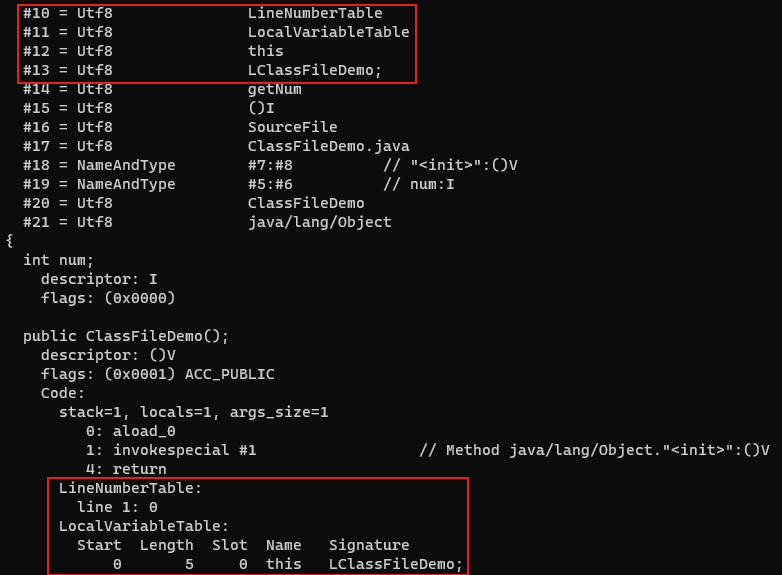 #10 = Utf8               LineNumberTable
#11 = Utf8               LocalVariableTable
#12 = Utf8               this
#13 = Utf8               LClassFileDemo;
#14 = Utf8               getNum
#15 = Utf8               ()I
#16 = Utf8               SourceFile
#17 = Utf8               ClassFileDemo.java
#18 = NameAndType        #7:#8          // "<init>":()V
#19 = NameAndType        #5:#6          // num:I
#20 = Utf8               ClassFileDemo
#21 = Utf8               java/lang/Object
{
  int num;
    descriptor: I
    flags: (0x0000)

  public ClassFileDemo();
    descriptor: ()V
    flags: (0x0001) ACC_PUBLIC
    Code:
      stack=1, locals=1, args_size=1
         0: aload_0
         1: invokespecial #1                  // Method java/lang/Object."<init>":()V
         4: return
      LineNumberTable:
        line 1: 0
      LocalVariableTable:
        Start  Length  Slot  Name   Signature
            0       5     0  this   LClassFileDemo;